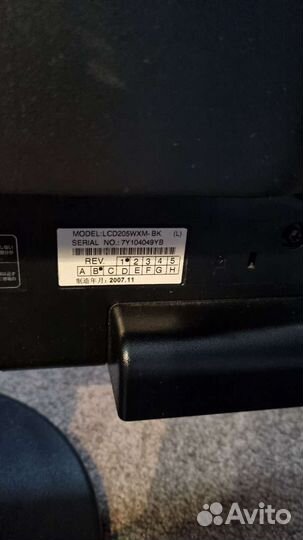 MODEL:LCD205WXM-BK (L)
SERIAL NO.:7Y104049YB
REV. 1 2 3 4 5
A B C D E F G H
制造年月: 2007.11
Avito